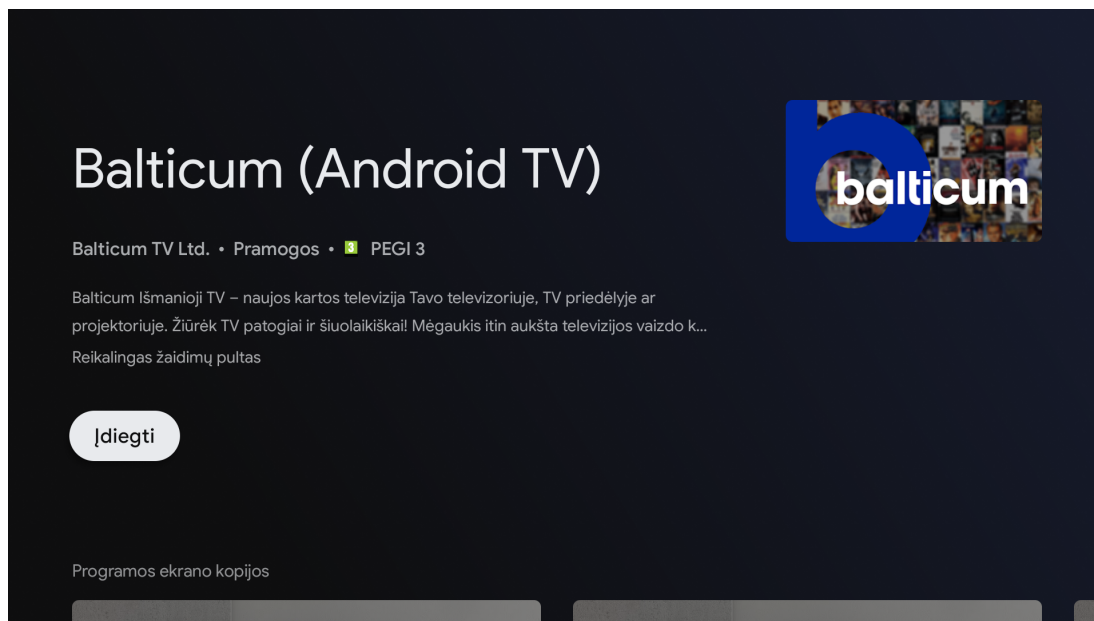 Balticum (Android TV)
balticum
Balticum TV Ltd. • Pramogos • 3 PEGI 3
Balticum Išmanioji TV – naujos kartos televizija Tavo televizoriuje, TV priedėlyje ar
projektoriuje. Žiūrėk TV patogiai ir šiuolaikiškai! Mėgaukis itin aukšta televizijos vaizdo k...
Reikalingas žaidimų pultas
Įdiegti
Programos ekrano kopijos